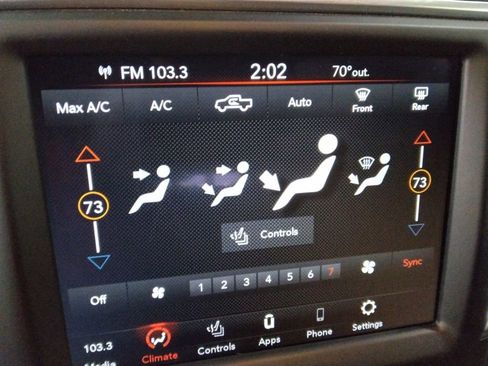 FM 103.3 2:02 70°out.
Max A/C A/C Auto Front Rear
73 73
Controls
Off 1 2 3 4 5 6 7 Sync
103.3 Climate Controls Apps Phone Settings
Media